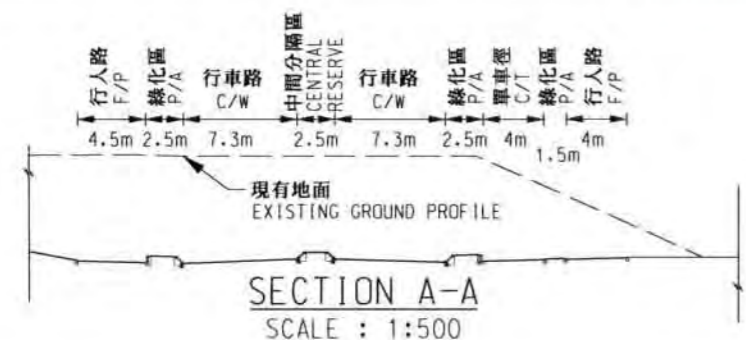 行人路
F/P
綠化區
P/A
行車路
C/W
中間分隔區
CENTRAL
RESERVE
行車路
C/W
綠化區
P/A
單車徑
C/T
綠化區
P/A
行人路
F/P
4.5m 2.5m 7.3m 2.5m 7.3m 2.5m 4m 1.5m 4m
現有地面
EXISTING GROUND PROFILE
SECTION A-A
SCALE : 1:500